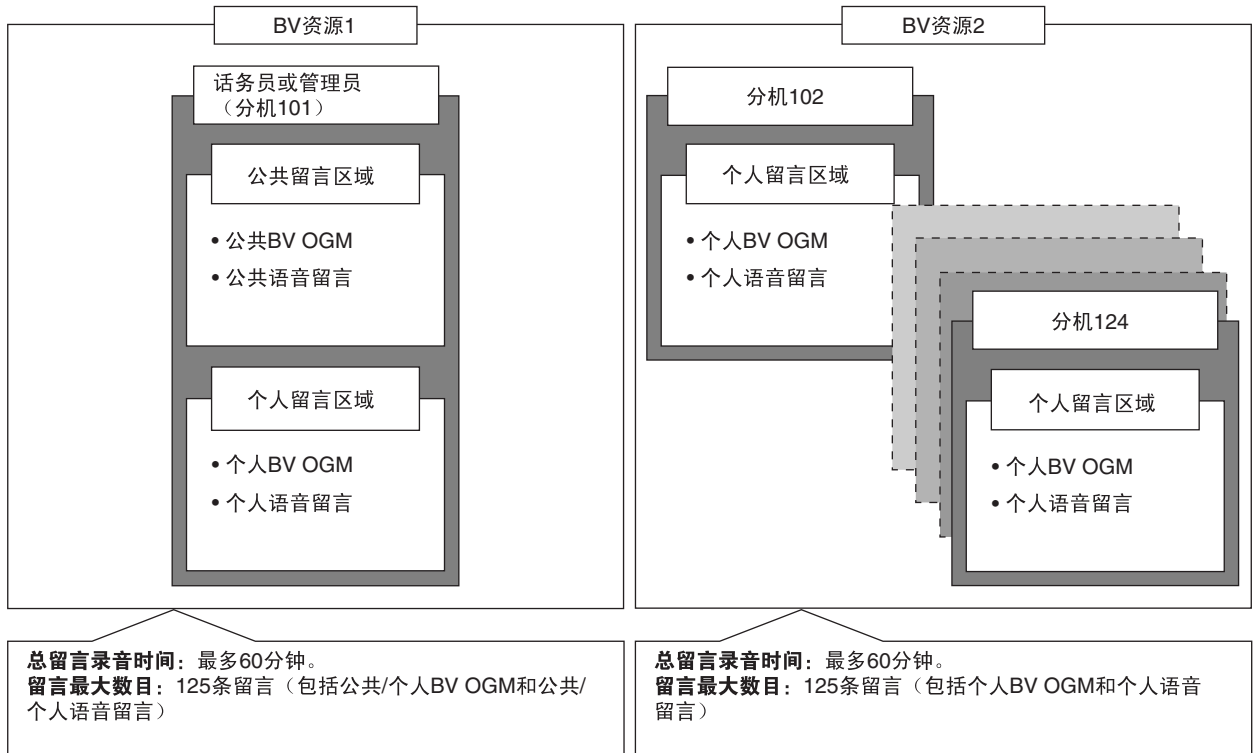 BV资源1
话务员或管理员
（分机101）
公共留言区域
• 公共BV OGM
• 公共语音留言
个人留言区域
• 个人BV OGM
• 个人语音留言
总留言录音时间：最多60分钟。
留言最大数目：125条留言（包括公共/个人BV OGM和公共/
个人语音留言）
BV资源2
分机102
个人留言区域
• 个人BV OGM
• 个人语音留言
分机124
个人留言区域
• 个人BV OGM
• 个人语音留言
总留言录音时间：最多60分钟。
留言最大数目：125条留言（包括个人BV OGM和个人语音
留言）